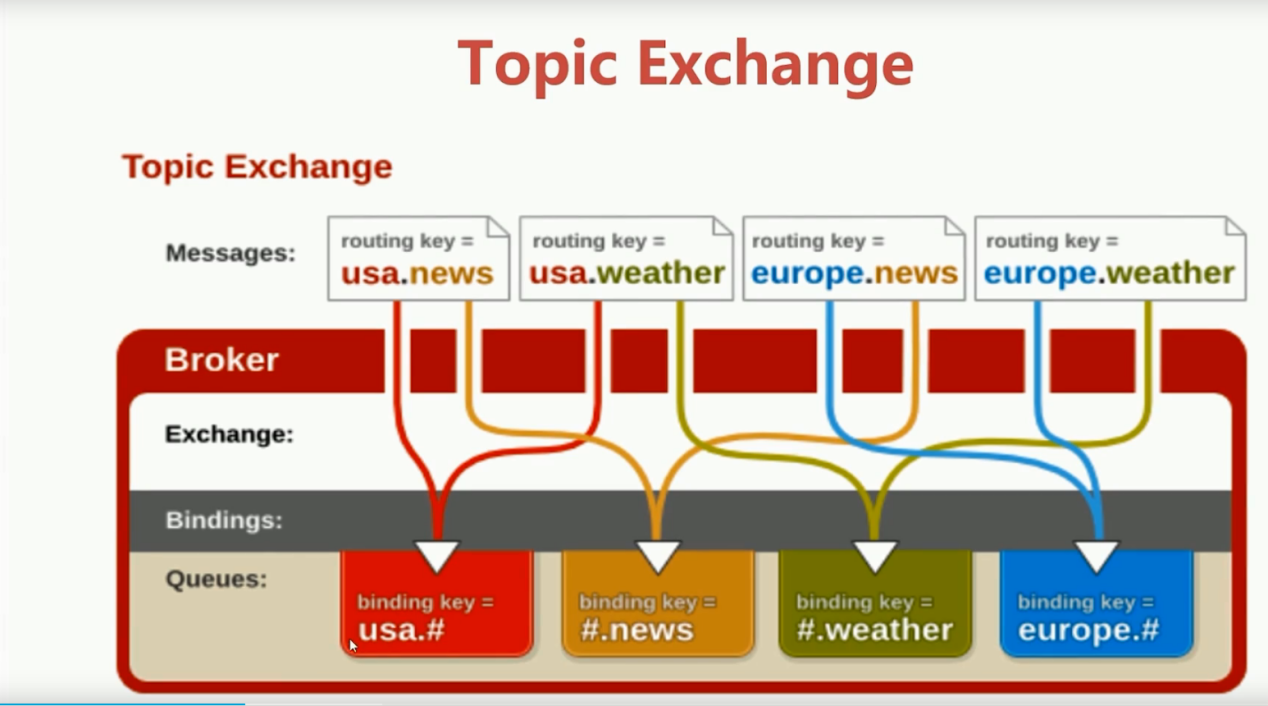 Topic Exchange
Topic Exchange
Messages:
routing key =
usa.news
routing key =
usa.weather
routing key =
europe.news
routing key =
europe.weather
Broker
Exchange:
Bindings:
Queues:
binding key =
usa.#
binding key =
#.news
binding key =
#.weather
binding key =
europe.#